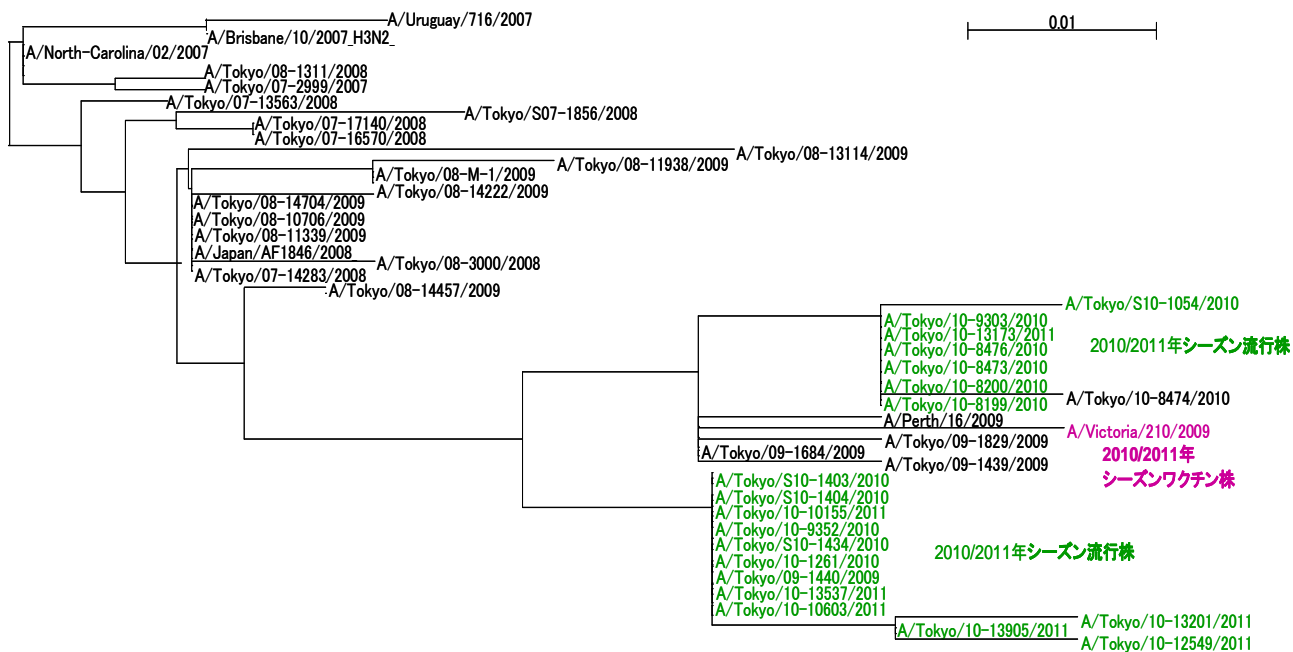 A/Uruguay/716/2007
0.01
A/Brisbane/10/2007_H3N2_
A/North-Carolina/02/2007
A/Tokyo/08-1311/2008
A/Tokyo/07-2999/2007
A/Tokyo/07-13563/2008
A/Tokyo/S07-1856/2008
A/Tokyo/07-17140/2008
A/Tokyo/07-16570/2008
A/Tokyo/08-13114/2009
A/Tokyo/08-11938/2009
A/Tokyo/08-M-1/2009
A/Tokyo/08-14222/2009
A/Tokyo/08-14704/2009
A/Tokyo/08-10706/2009
A/Tokyo/08-11339/2009
A/Japan/AF1846/2008_
A/Tokyo/08-3000/2008
A/Tokyo/07-14283/2008
A/Tokyo/08-14457/2009
A/Tokyo/S10-1054/2010
A/Tokyo/10-9303/2010
A/Tokyo/10-13173/2011
2010/2011年シーズン流行株
A/Tokyo/10-8476/2010
A/Tokyo/10-8473/2010
A/Tokyo/10-8200/2010
A/Tokyo/10-8474/2010
A/Tokyo/10-8199/2010
A/Perth/16/2009
A/Victoria/210/2009
A/Tokyo/09-1829/2009
A/Tokyo/09-1684/2009
A/Tokyo/09-1439/2009
2010/2011年
シーズンワクチン株
A/Tokyo/S10-1403/2010
A/Tokyo/S10-1404/2010
A/Tokyo/10-10155/2011
A/Tokyo/10-9352/2010
A/Tokyo/S10-1434/2010
2010/2011年シーズン流行株
A/Tokyo/10-1261/2010
A/Tokyo/09-1440/2009
A/Tokyo/10-13537/2011
A/Tokyo/10-10603/2011
A/Tokyo/10-13201/2011
A/Tokyo/10-13905/2011
A/Tokyo/10-12549/2011